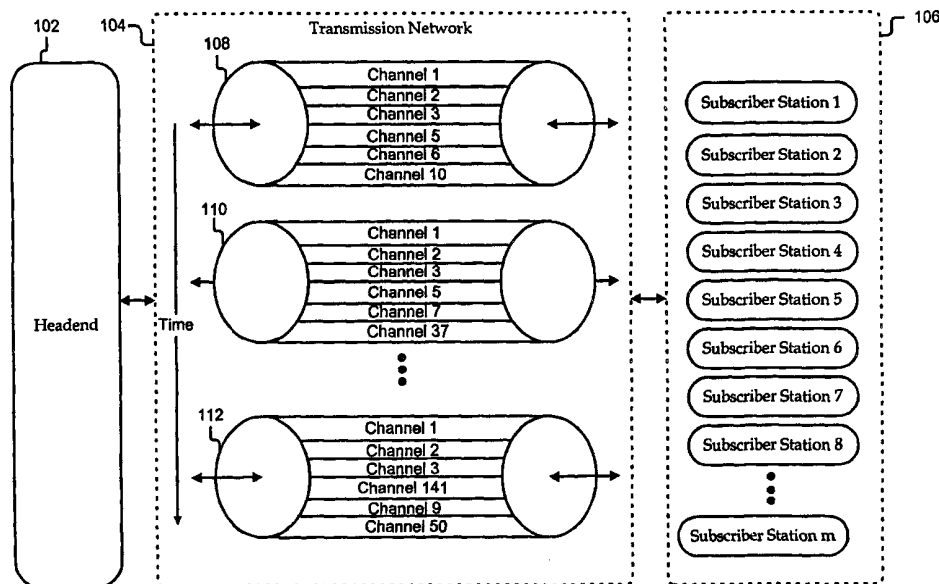 102
104
Transmission Network
106
108
Channel 1
Channel 2
Channel 3
Channel 5
Channel 6
Channel 10
110
Channel 1
Channel 2
Channel 3
Channel 5
Channel 7
Channel 37
Headend
Time
112
Channel 1
Channel 2
Channel 3
Channel 141
Channel 9
Channel 50
Subscriber Station 1
Subscriber Station 2
Subscriber Station 3
Subscriber Station 4
Subscriber Station 5
Subscriber Station 6
Subscriber Station 7
Subscriber Station 8
Subscriber Station m